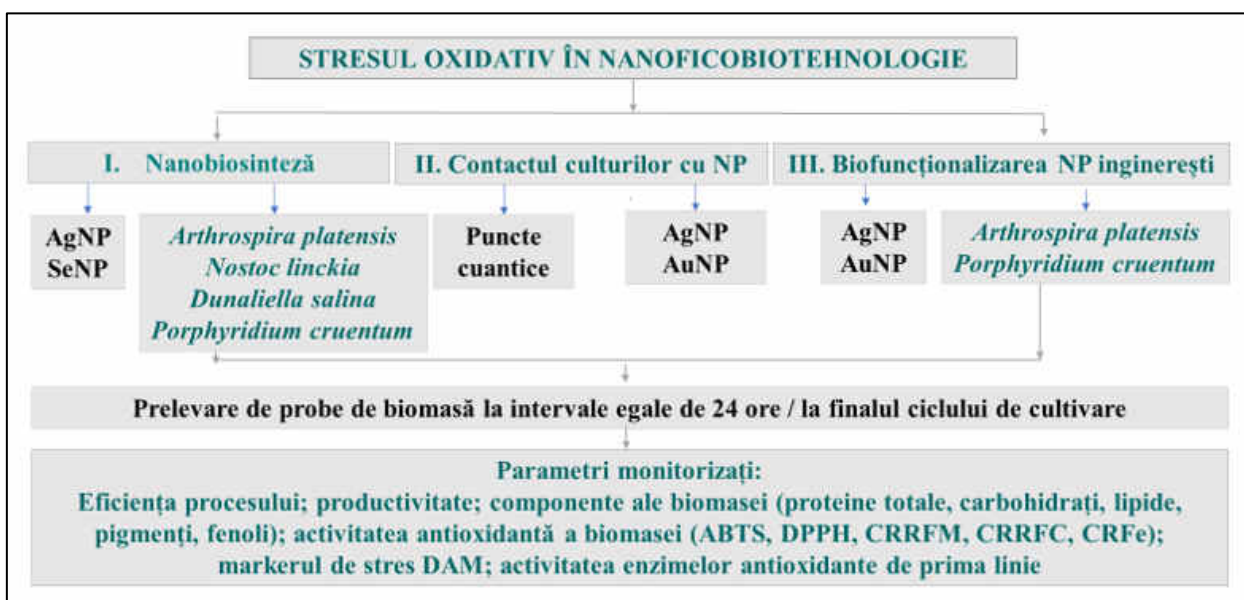 STRESUL OXIDATIV ÎN NANOFICOBIOTEHNOLOGIE
I. Nanobiosinteză
II. Contactul culturilor cu NP
III. Biofuncționalizarea NP inginerești
AgNP
SeNP
Arthrospira platensis
Nostoc linckia
Dunaliella salina
Porphyridium cruentum
Puncte
cuantice
AgNP
AuNP
AgNP
AuNP
Arthrospira platensis
Porphyridium cruentum
Prelevare de probe de biomasă la intervale egale de 24 ore / la finalul ciclului de cultivare
Parametri monitorizați:
Eficiența procesului; productivitate; componente ale biomasei (proteine totale, carbohidrați, lipide,
pigmenți, fenoli); activitatea antioxidantă a biomasei (ABTS, DPPH, CRRFM, CRRFC, CRFe);
markerul de stres DAM; activitatea enzimelor antioxidante de prima linie